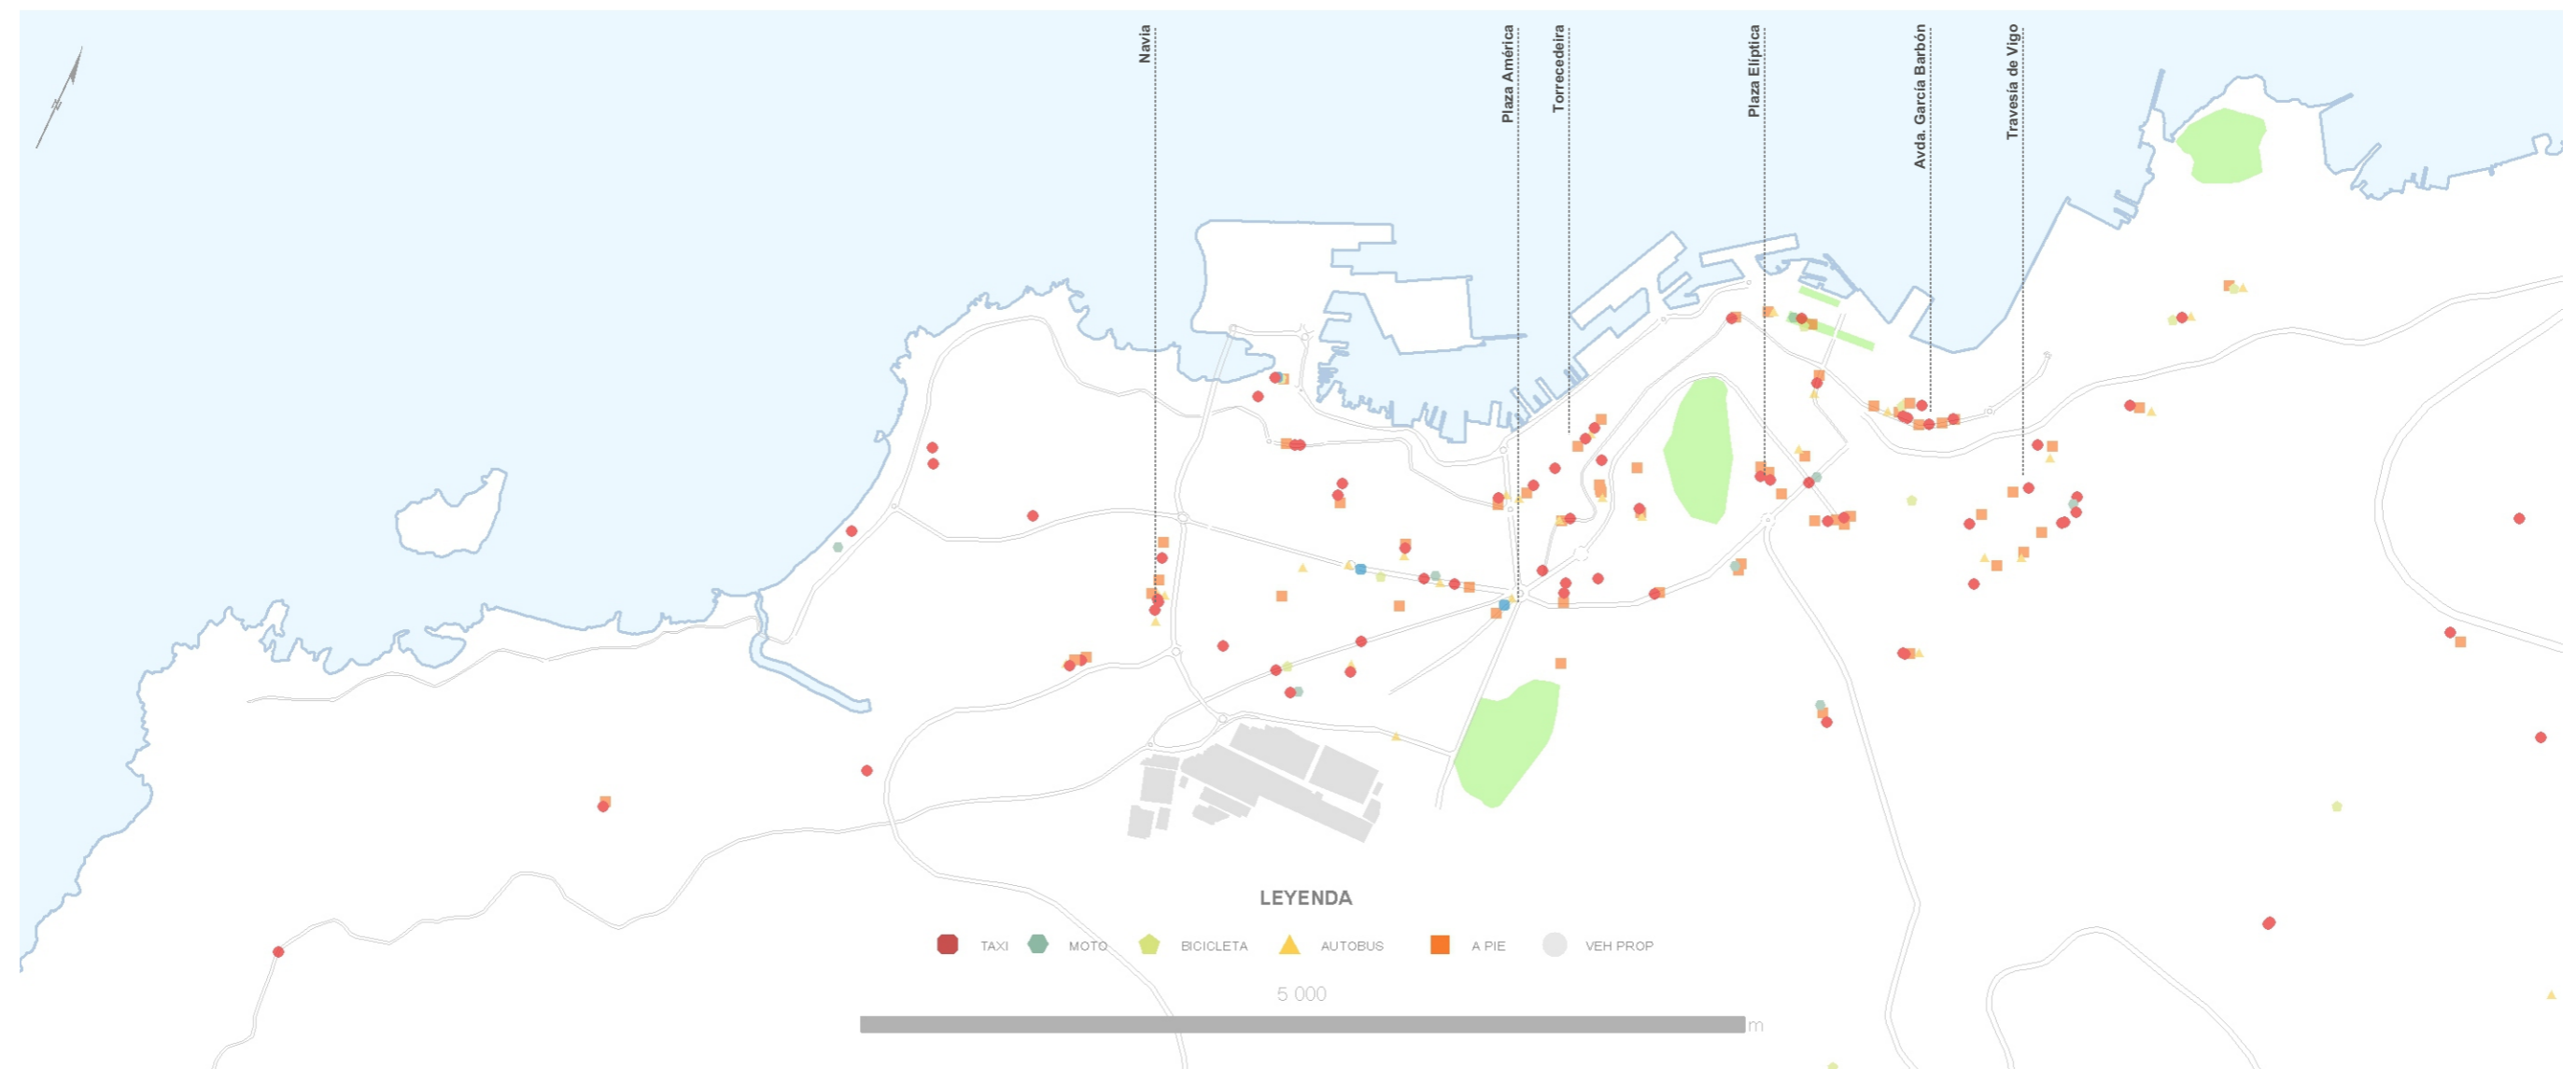 Navia
Plaza América
Torrecedeira
Plaza Elíptica
Avda. García Barbón
Travesía de Vigo
N
LEYENDA
TAXI MOTO BICICLETA AUTOBUS A PIE VEH PROP
5 000
m